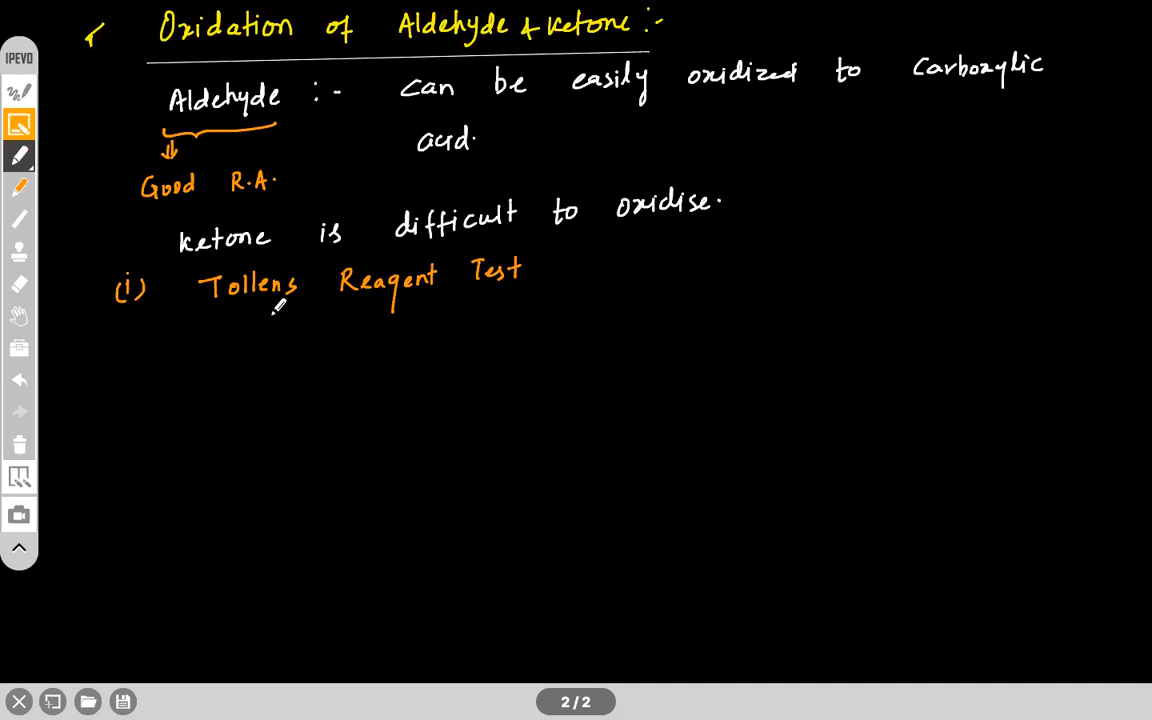 Oxidation of Aldehyde & Ketone :-
Aldehyde :- can be easily oxidized to Carboxylic
acid.
Good R.A.
Ketone is difficult to oxidise.
(i) Tollens Reagent Test
IPEVO
2/2